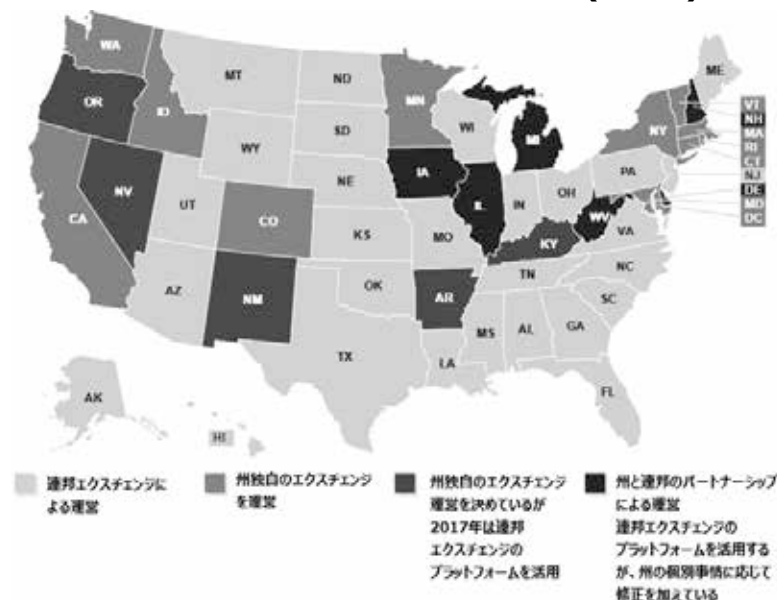 WA
MT
ND
MN
ME
OR
ID
SD
WI
MI
NY
WY
IA
NE
PA
NV
UT
CO
IL
IN
OH
WV
VA
CA
KS
MO
KY
NC
TN
AZ
NM
OK
AR
SC
MS
AL
GA
TX
LA
FL
AK
HI
VT
NH
MA
RI
CT
NJ
DE
MD
DC
連邦エクスチェンジに
よる運営
州独自のエクスチェンジ
を運営
州独自のエクスチェンジ
運営を決めているが
2017年は連邦
エクスチェンジの
プラットフォームを活用
州と連邦のパートナーシップ
による運営
連邦エクスチェンジの
プラットフォームを活用する
が、州の個別事情に応じて
修正を加えている